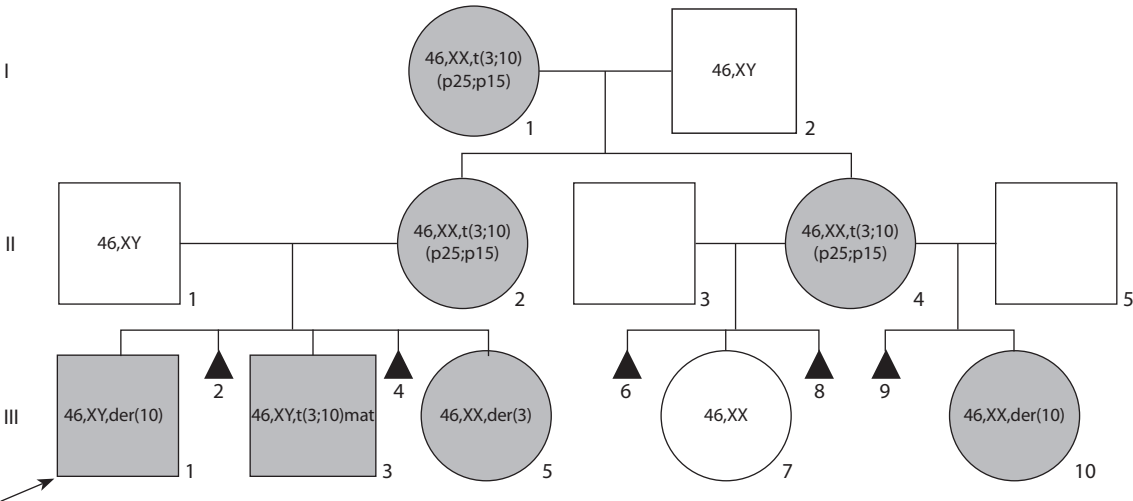 I
46,XX,t(3;10)
(p25;p15)
1
46,XY
2
II
46,XY
1
46,XX,t(3;10)
(p25;p15)
2
3
46,XX,t(3;10)
(p25;p15)
4
5
III
46,XY,der(10)
1
2
46,XY,t(3;10)mat
3
4
46,XX,der(3)
5
6
46,XX
7
8
9
46,XX,der(10)
10